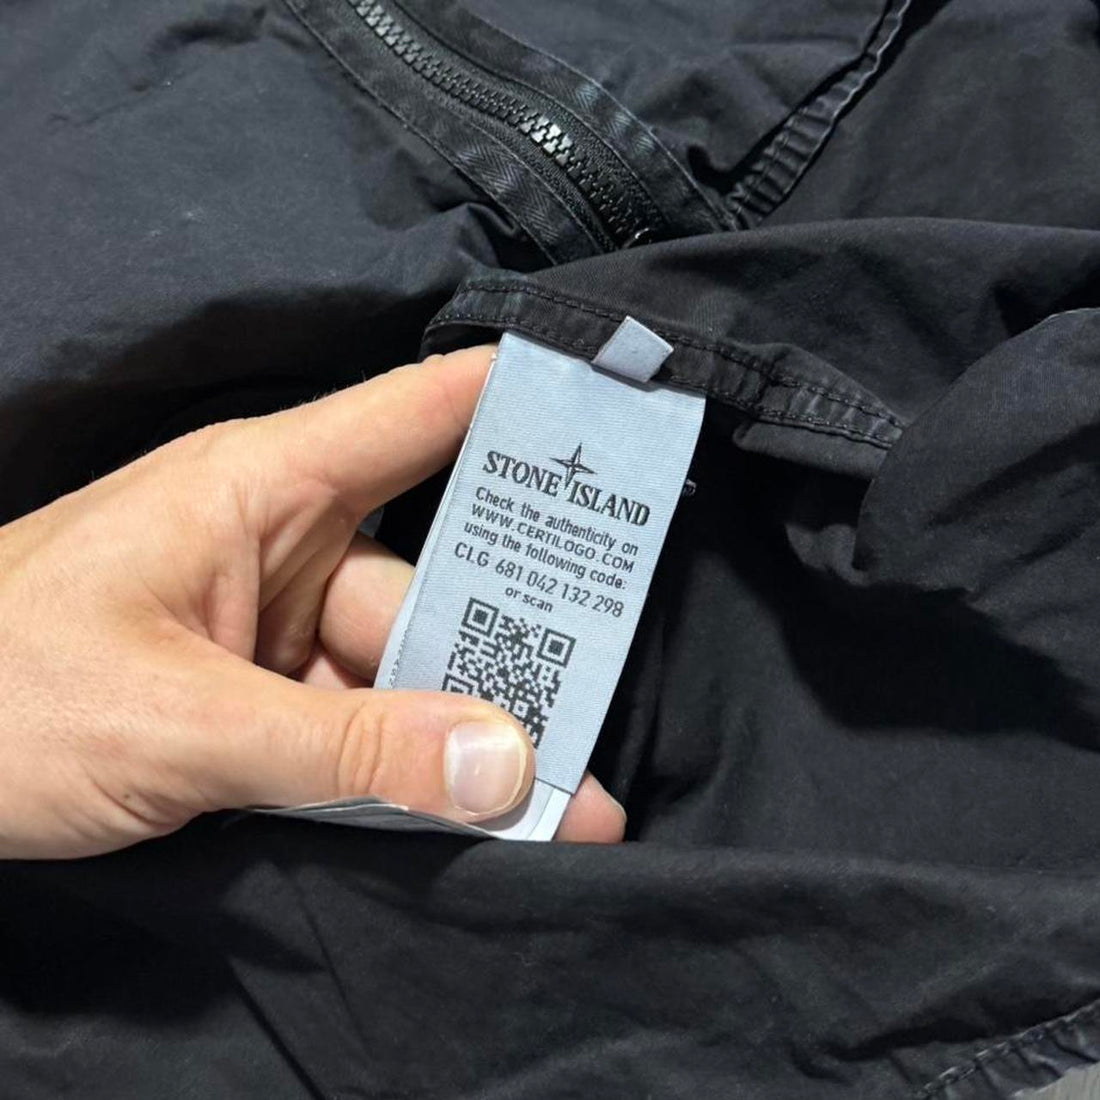 STONE ISLAND
Check the authenticity on
WWW.CERTILOGO.COM
using the following code:
CLG 681 042 132 298
or scan